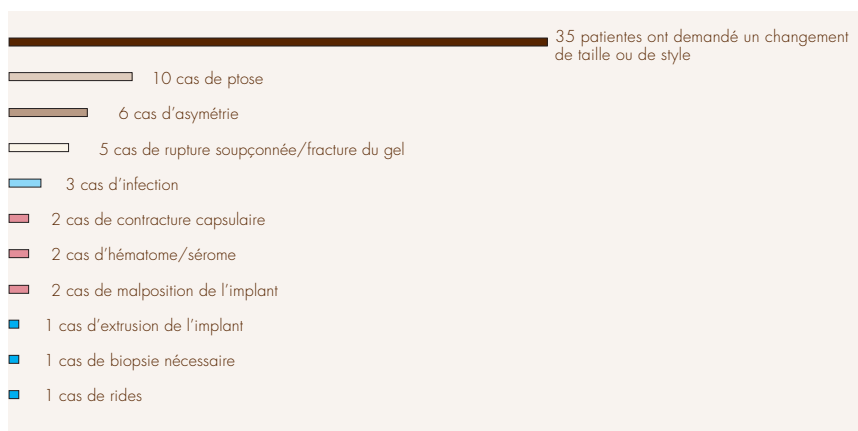 35 patientes ont demandé un changement
de taille ou de style
10 cas de ptose
6 cas d'asymétrie
5 cas de rupture soupçonnée/fracture du gel
3 cas d'infection
2 cas de contracture capsulaire
2 cas d'hématome/sérome
2 cas de malposition de l'implant
1 cas d'extrusion de l'implant
1 cas de biopsie nécessaire
1 cas de rides